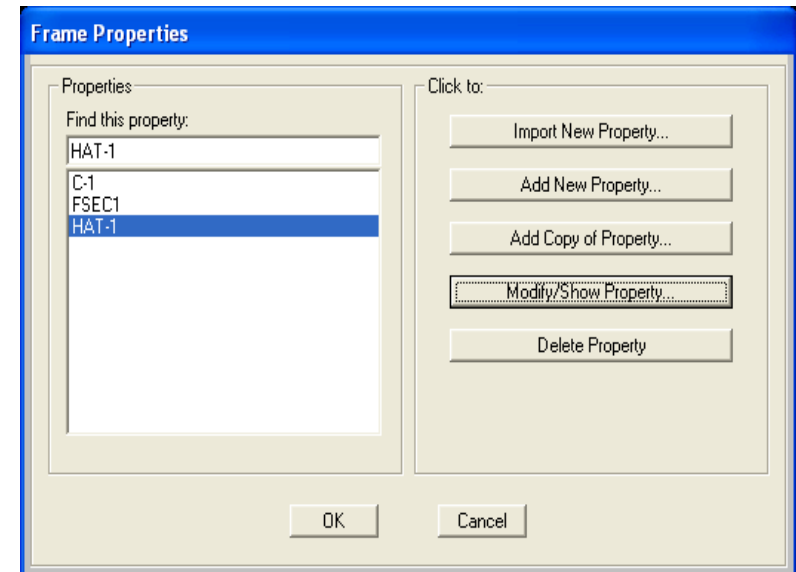 Frame Properties
Properties
Find this property:
HAT-1
C-1
FSEC1
HAT-1
Click to:
Import New Property...
Add New Property...
Add Copy of Property...
Modify/Show Property...
Delete Property
OK
Cancel